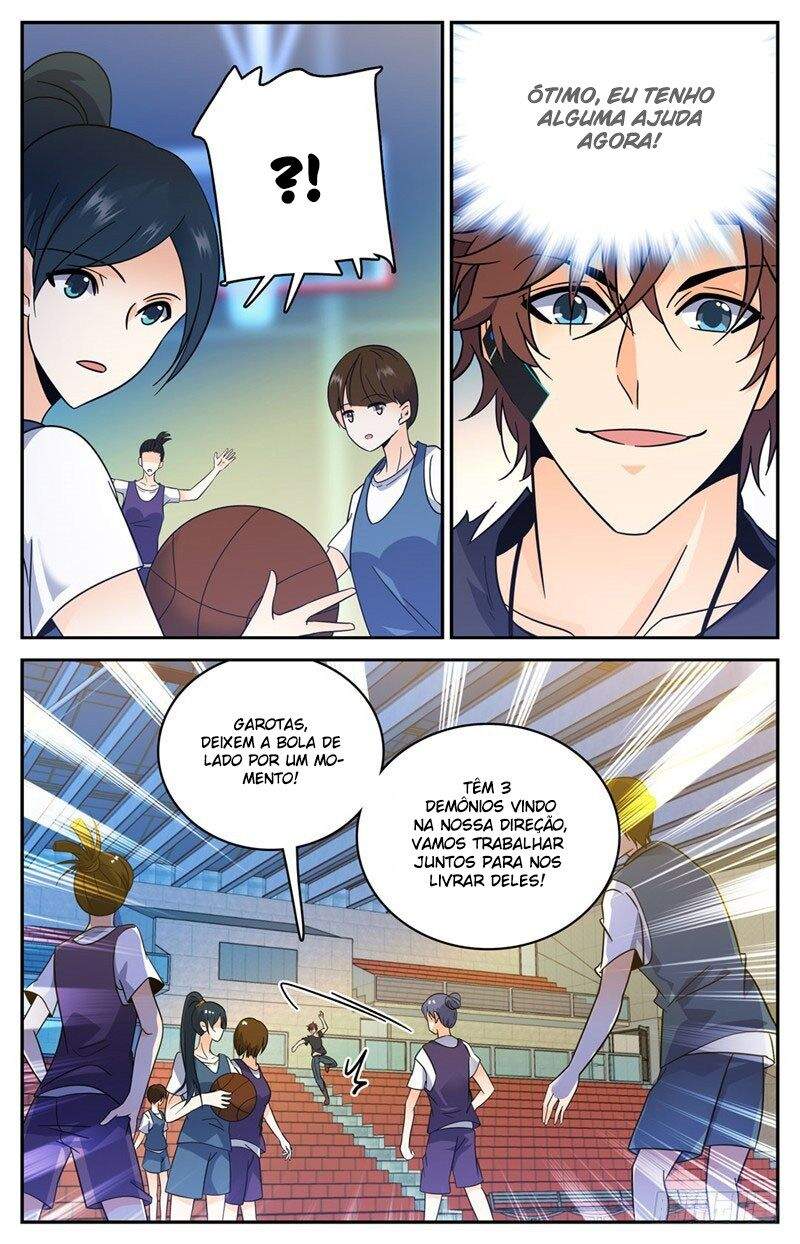 ?!
ÓTIMO, EU TENHO
ALGUMA AJUDA
AGORA!
GAROTAS,
DEIXEM A BOLA DE
LADO POR UM MO-
MENTO!
TÊM 3
DEMÔNIOS VINDO
NA NOSSA DIREÇÃO,
VAMOS TRABALHAR
JUNTOS PARA NOS
LIVRAR DELES!